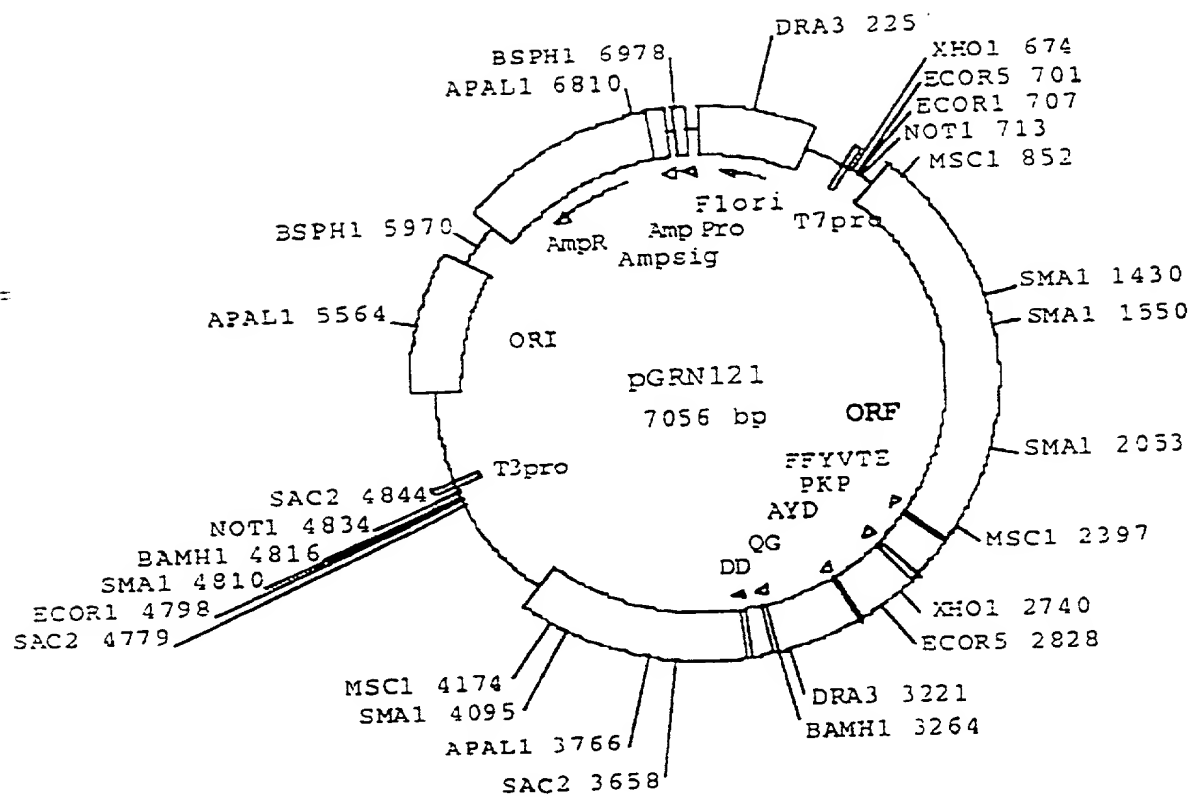 DRA3 225
BSPH1 6978
APAL1 6810
XHO1 674
ECOR5 701
ECOR1 707
NOT1 713
MSC1 852
F1ori
T7pro
Amp Pro
AmpR
Ampsig
BSPH1 5970
APAL1 5564
ORI
SMA1 1430
SMA1 1550
pGRN121
7056 bp
ORF
SMA1 2053
FFYVTE
PKP
AYD
QG
DD
T3pro
SAC2 4844
NOT1 4834
BAMH1 4816
SMA1 4810
ECOR1 4798
SAC2 4779
MSC1 2397
XHO1 2740
ECOR5 2828
DRA3 3221
BAMH1 3264
MSC1 4174
SMA1 4095
APAL1 3766
SAC2 3658